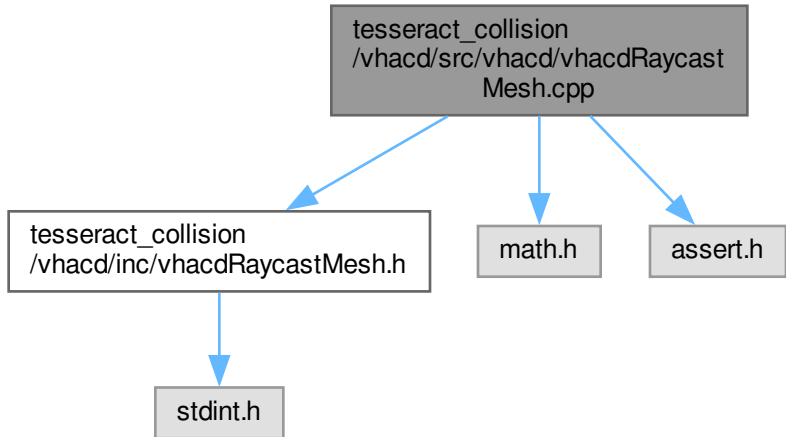 tesseract_collision
/vhacd/src/vhacd/vhacdRaycast
Mesh.cpp
tesseract_collision
/vhacd/inc/vhacdRaycastMesh.h
math.h
assert.h
stdint.h